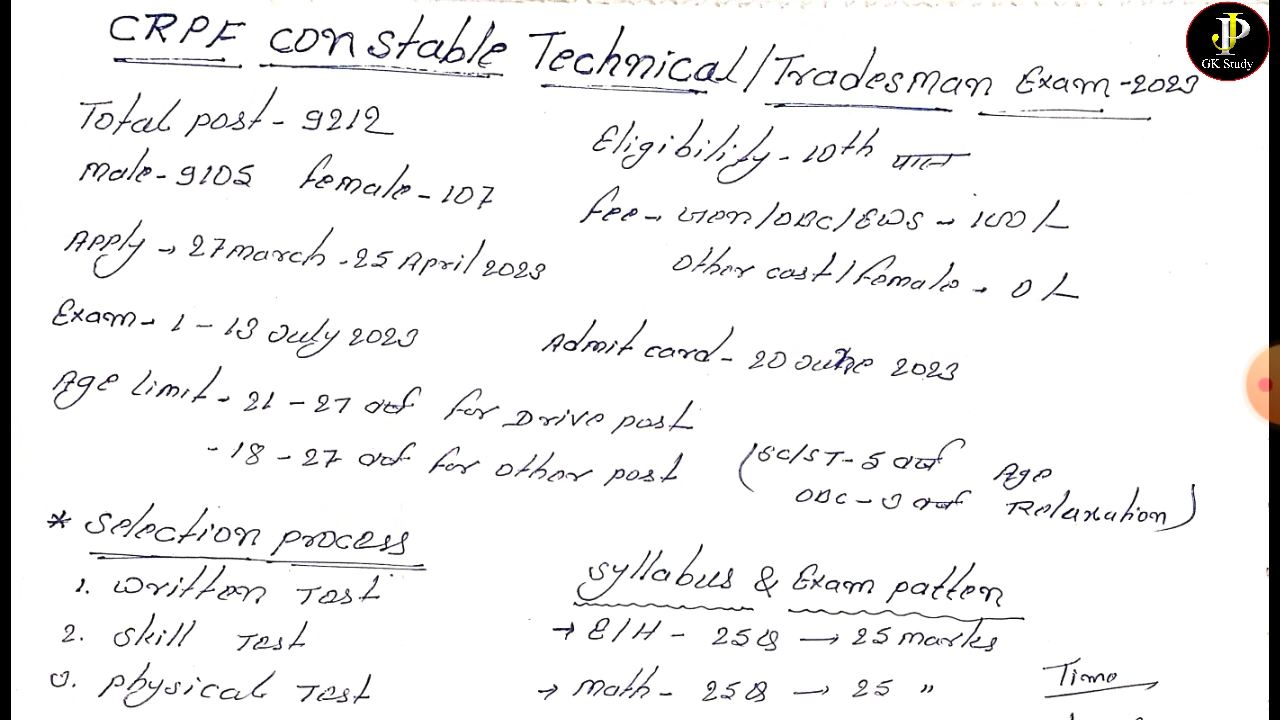 CRPF constable Technical/Tradesman Exam-2023
JP
GK Study
Total post- 9212
Male- 9105 female- 107
Eligibility- 10th पास
Fee → Gen/OBC/EWS → 100/-
Apply → 27 March - 25 April 2023
Other cast/female → 0/-
Exam → 1 - 13 July 2023
Admit card - 20 June 2023
Age limit - 21 - 27 वर्ष for Drive post
- 18 - 27 वर्ष for other post
(SC/ST- 5 वर्ष Age
OBC - 3 वर्ष Relaxation)
* Selection process
1. Written Test
2. Skill Test
3. Physical Test
Syllabus & Exam pattern
→ E/H - 25Q → 25 marks
→ Math - 25Q → 25 "
Time